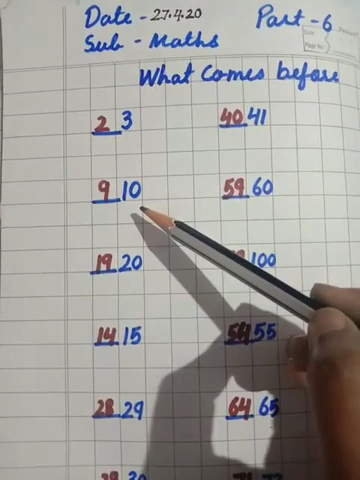 Date - 27.4.20 Part - 6
Sub - Maths
What Comes before
2 3 40 41
9 10 59 60
19 20 100
14 15 54 55
28 29 64 65